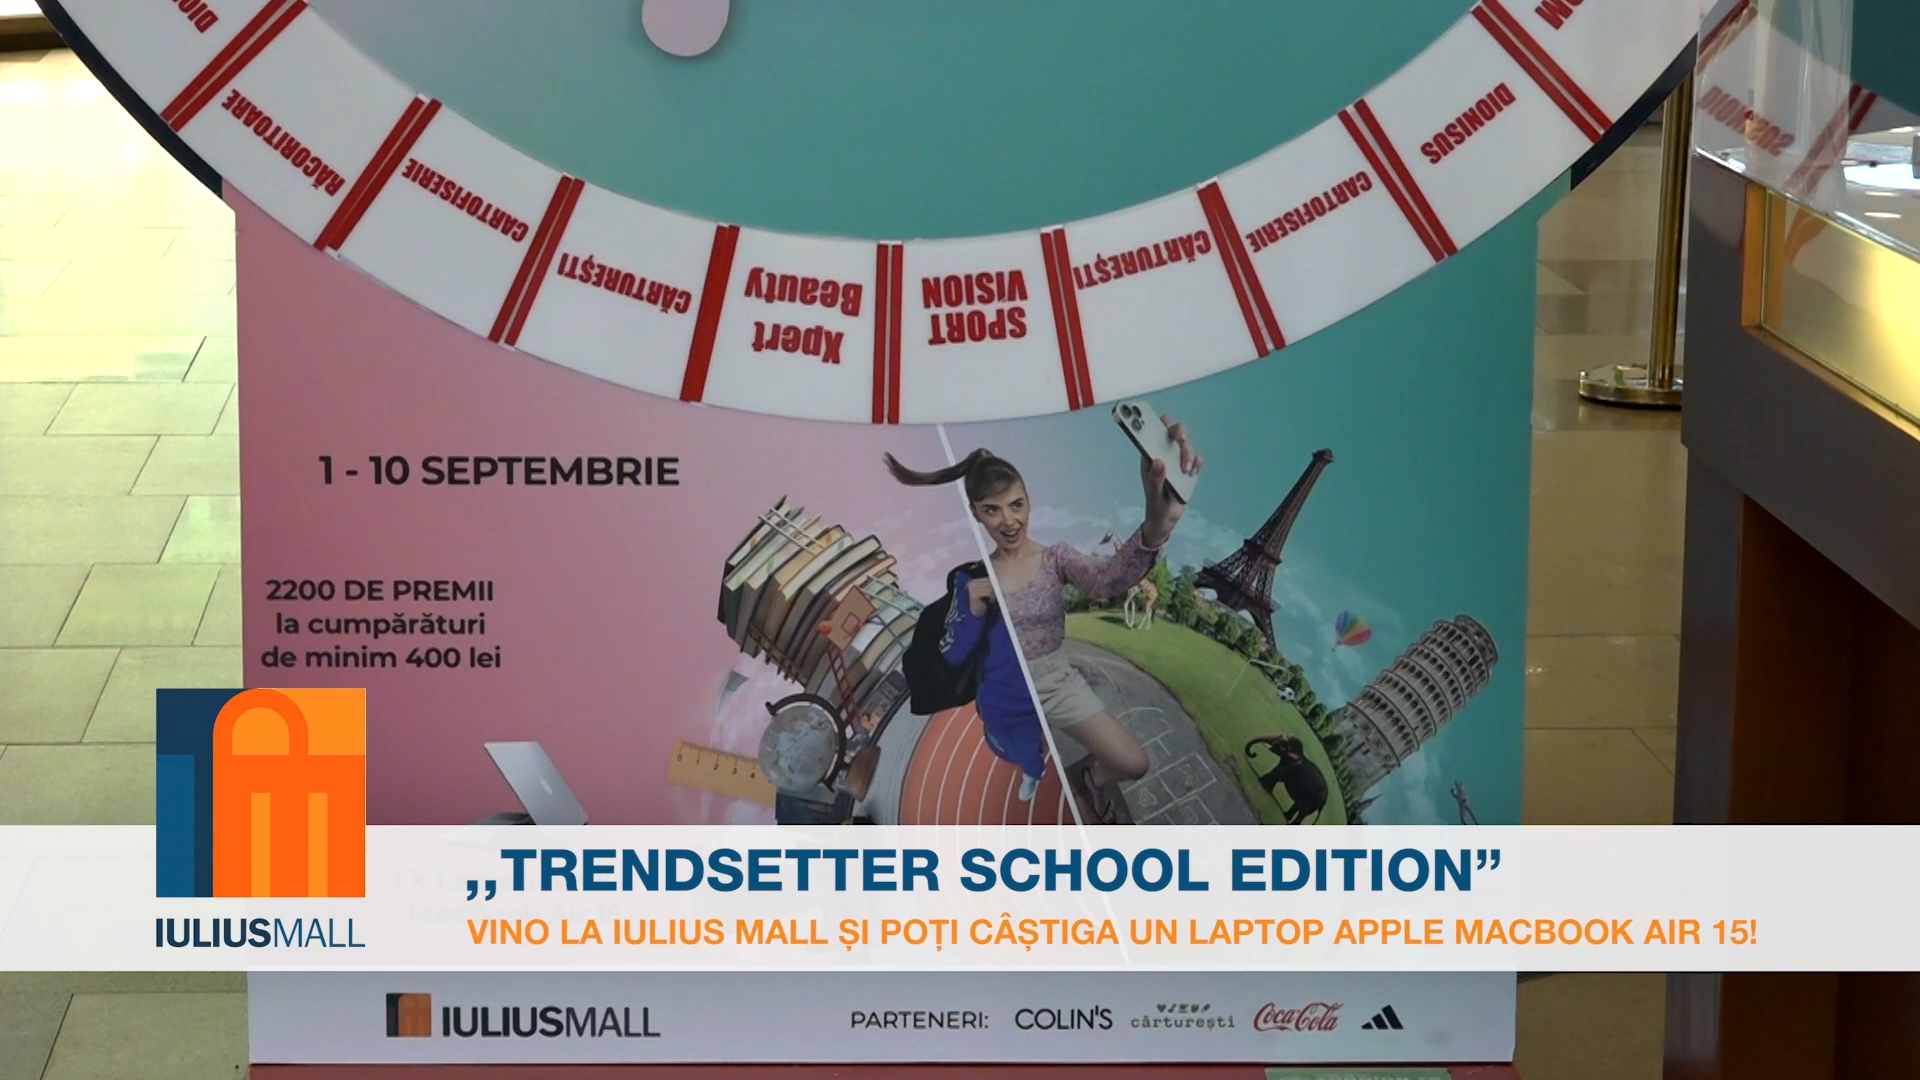 RĂCORITOARE
CARTOFISERIE
CĂRTUREȘTI
Xpert
Beauty
SPORT
VISION
CĂRTUREȘTI
CARTOFISERIE
DIONISUS
1 - 10 SEPTEMBRIE
2200 DE PREMII
la cumpărături
de minim 400 lei
IULIUSMALL
,,TRENDSETTER SCHOOL EDITION”
VINO LA IULIUS MALL ȘI POȚI CÂȘTIGA UN LAPTOP APPLE MACBOOK AIR 15!
IULIUSMALL
PARTENERI: COLIN'S cărturești Coca-Cola